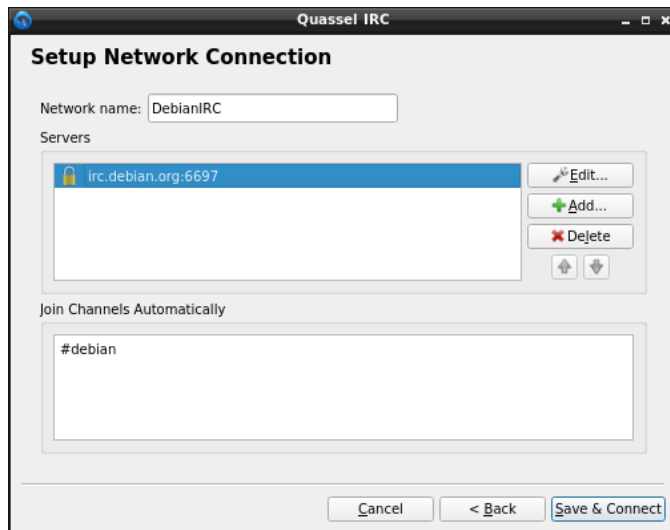 Quassel IRC
Setup Network Connection
Network name: DebianIRC
Servers
irc.debian.org:6697
Edit...
Add...
Delete
Join Channels Automatically
#debian
Cancel
< Back
Save & Connect